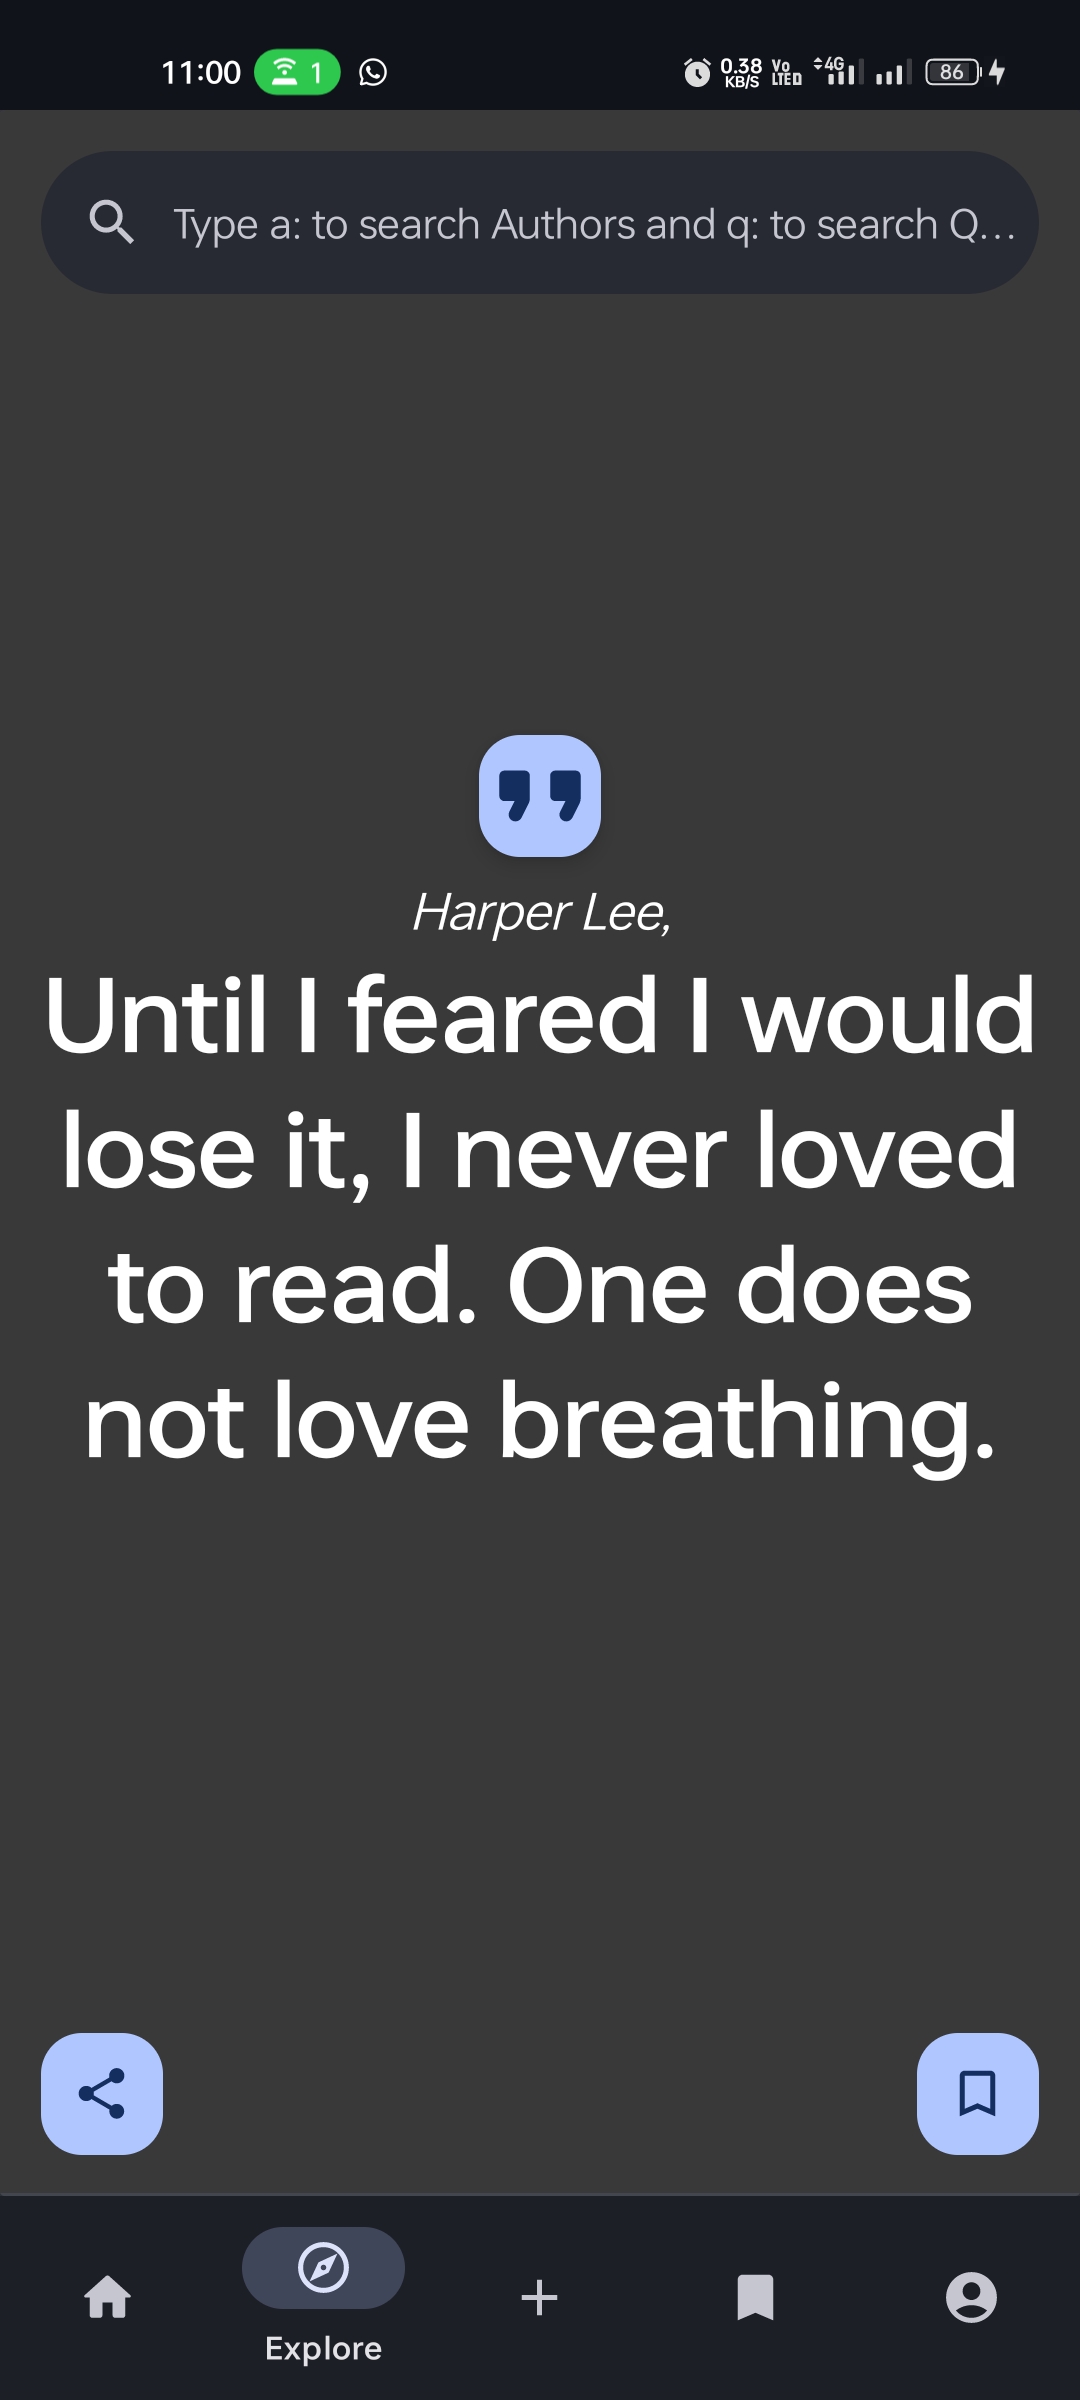 11:00 1 0.38 KB/S Vo LTE D 4G 86
Type a: to search Authors and q: to search Q...
Harper Lee,
Until I feared I would
lose it, I never loved
to read. One does
not love breathing.
Explore